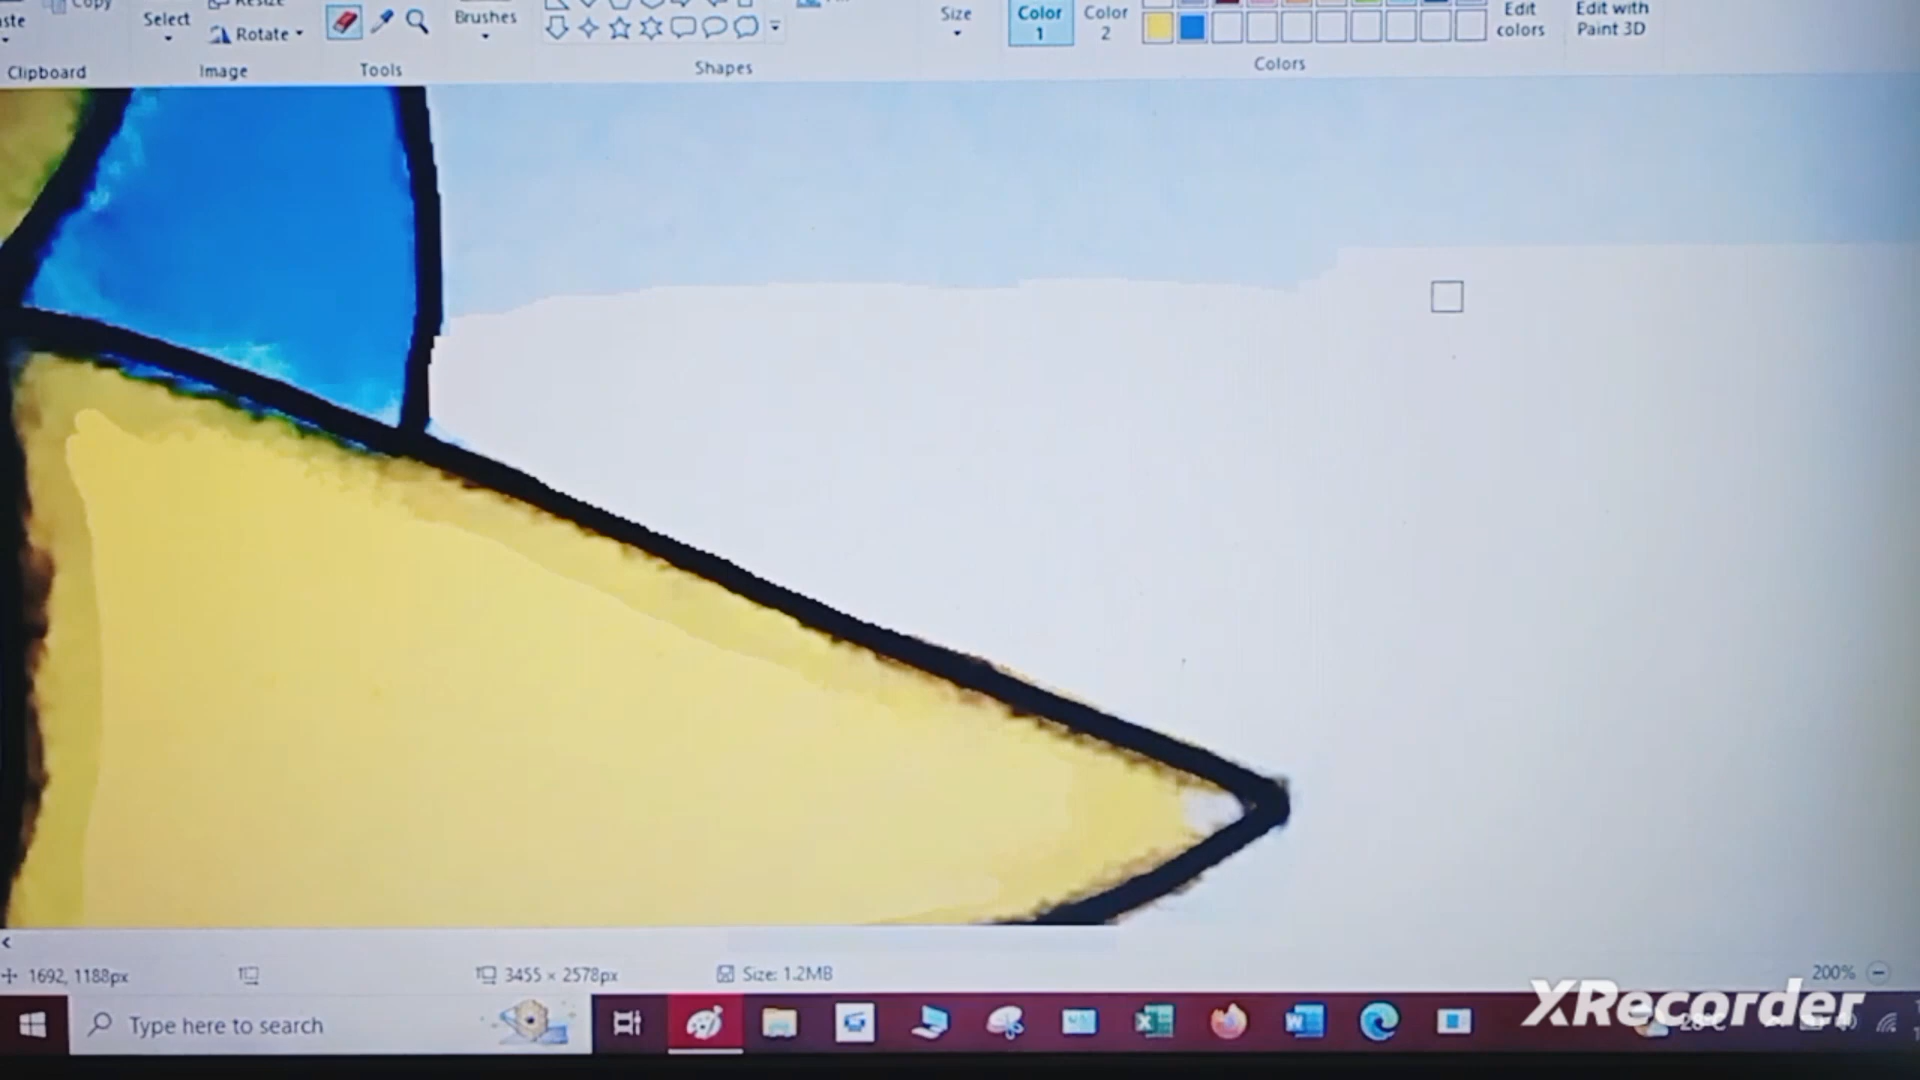 Copy
Select
Rotate
Brushes
Size
Color
1
Color
2
Edit
colors
Edit with
Paint 3D
Clipboard
Image
Tools
Shapes
Colors
1692, 1188px
3455 × 2578px
Size: 1.2MB
200%
Type here to search
XRecorder